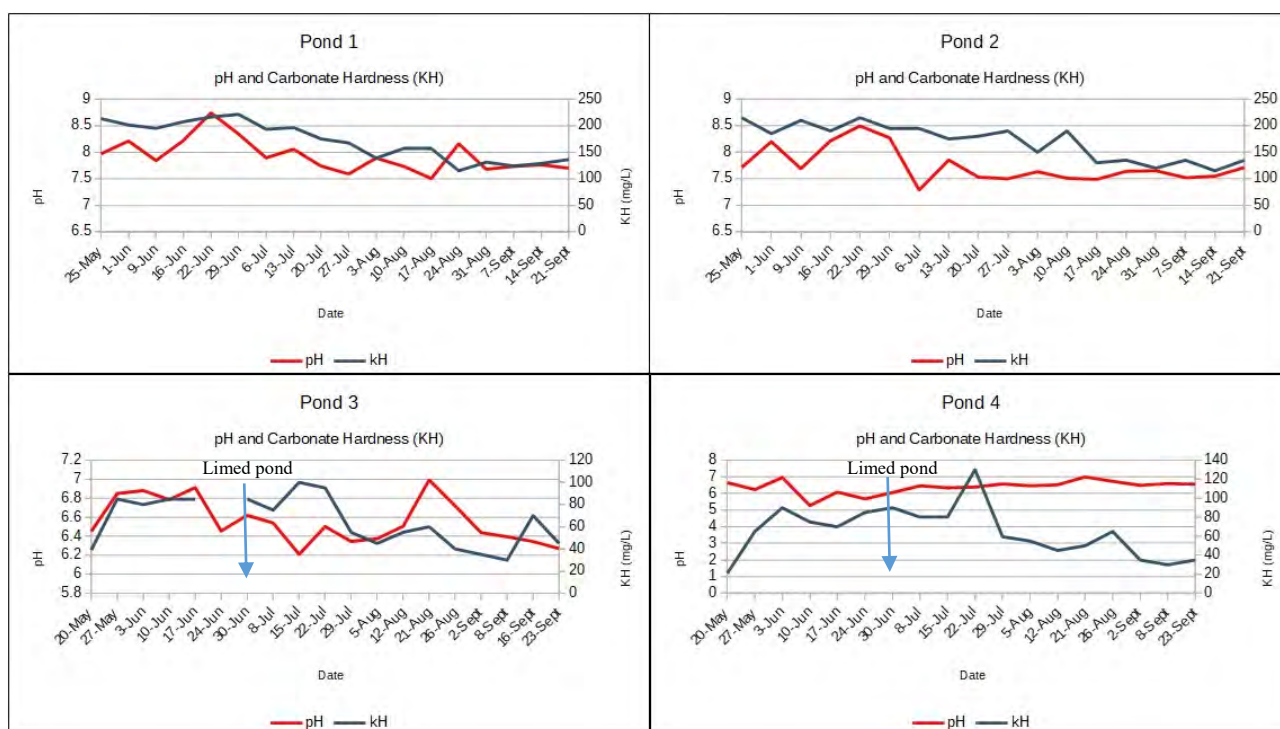 Pond 1
pH and Carbonate Hardness (KH)
9
8.5
8
7.5
7
6.5
pH
250
200
150
100
50
0
KH (mg/L)
25-May
1-Jun
9-Jun
16-Jun
22-Jun
29-Jun
6-Jul
13-Jul
20-Jul
27-Jul
3-Aug
10-Aug
17-Aug
24-Aug
31-Aug
7-Sept
14-Sept
21-Sept
Date
pH kH
Pond 2
pH and Carbonate Hardness (KH)
9
8.5
8
7.5
7
6.5
pH
250
200
150
100
50
0
KH (mg/L)
25-May
1-Jun
9-Jun
16-Jun
22-Jun
29-Jun
6-Jul
13-Jul
20-Jul
27-Jul
3-Aug
10-Aug
17-Aug
24-Aug
31-Aug
7-Sept
14-Sept
21-Sept
Date
pH kH
Pond 3
pH and Carbonate Hardness (KH)
Limed pond
7.2
7
6.8
6.6
6.4
6.2
6
5.8
pH
120
100
80
60
40
20
0
KH (mg/L)
20-May
27-May
3-Jun
10-Jun
17-Jun
24-Jun
30-Jun
8-Jul
15-Jul
22-Jul
29-Jul
5-Aug
12-Aug
21-Aug
26-Aug
2-Sept
8-Sept
16-Sept
23-Sept
Date
pH kH
Pond 4
pH and Carbonate Hardness (KH)
Limed pond
8
7
6
5
4
3
2
1
0
pH
140
120
100
80
60
40
20
0
KH (mg/L)
20-May
27-May
3-Jun
10-Jun
17-Jun
24-Jun
30-Jun
8-Jul
15-Jul
22-Jul
29-Jul
5-Aug
12-Aug
21-Aug
26-Aug
2-Sept
8-Sept
23-Sept
Date
pH kH